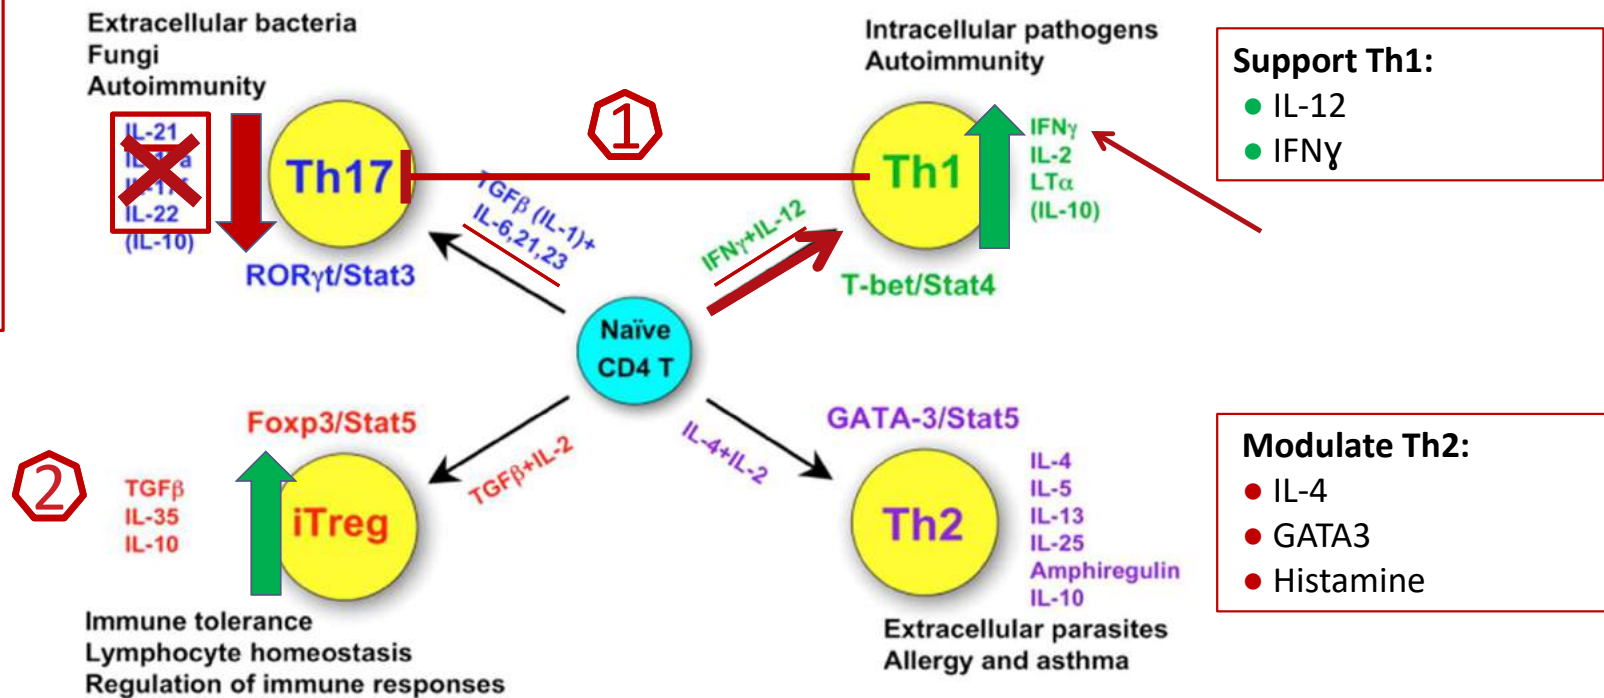 Extracellular bacteria
Fungi
Autoimmunity
IL-21
IL-22
(IL-10)
Th17
RORγt/Stat3
1
TGFβ (IL-1)+
IL-6,21,23
Intracellular pathogens
Autoimmunity
Th1
IFNγ
IL-2
LTα
(IL-10)
T-bet/Stat4
IFNγ+IL-12
Support Th1:
● IL-12
● IFNɣ
Naïve
CD4 T
2
Foxp3/Stat5
TGFβ
IL-35
IL-10
iTreg
TGFβ+IL-2
Immune tolerance
Lymphocyte homeostasis
Regulation of immune responses
IL-4+IL-2
GATA-3/Stat5
Th2
IL-4
IL-5
IL-13
IL-25
Amphiregulin
IL-10
Extracellular parasites
Allergy and asthma
Modulate Th2:
● IL-4
● GATA3
● Histamine